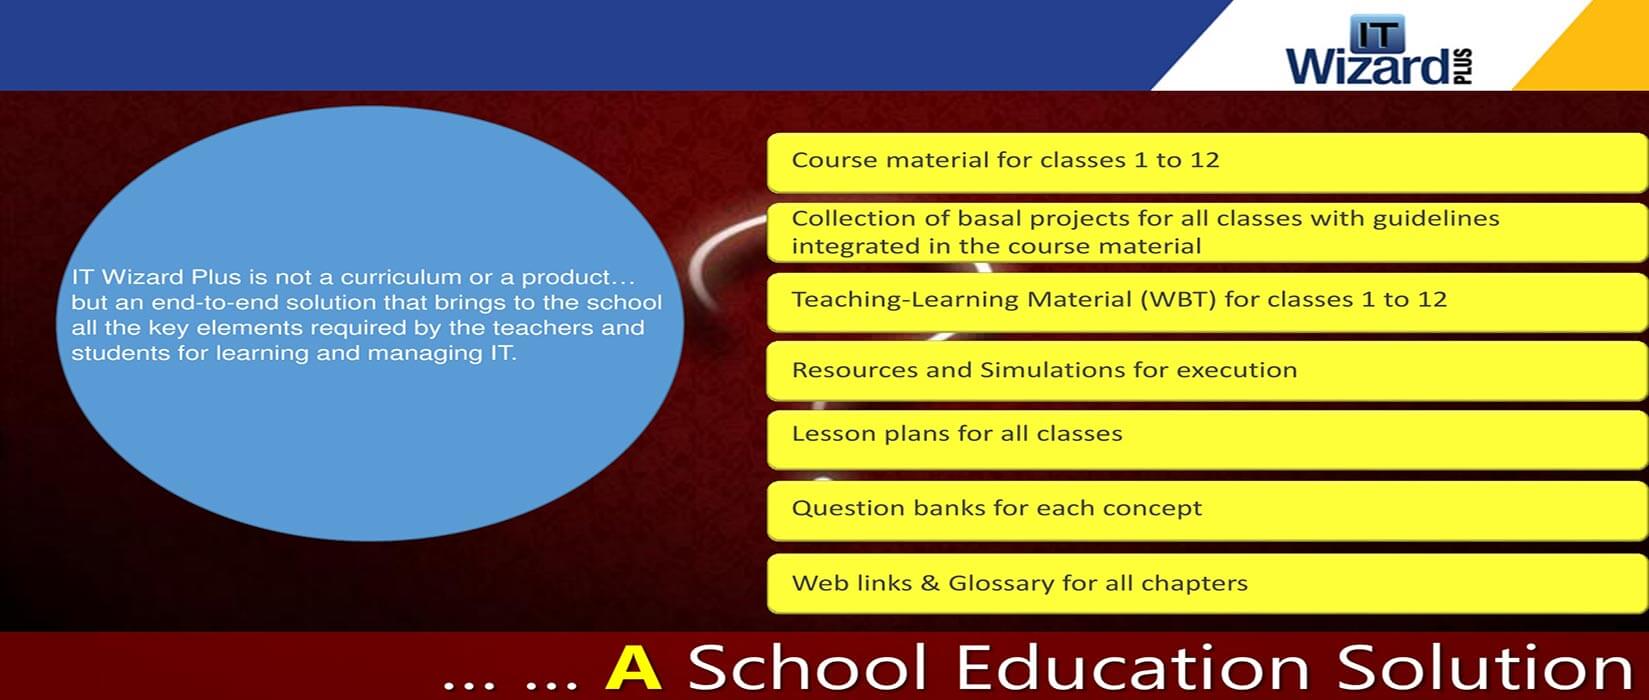 IT
Wizard PLUS
IT Wizard Plus is not a curriculum or a product...
but an end-to-end solution that brings to the school
all the key elements required by the teachers and
students for learning and managing IT.
Course material for classes 1 to 12
Collection of basal projects for all classes with guidelines
integrated in the course material
Teaching-Learning Material (WBT) for classes 1 to 12
Resources and Simulations for execution
Lesson plans for all classes
Question banks for each concept
Web links & Glossary for all chapters
... ... A School Education Solution